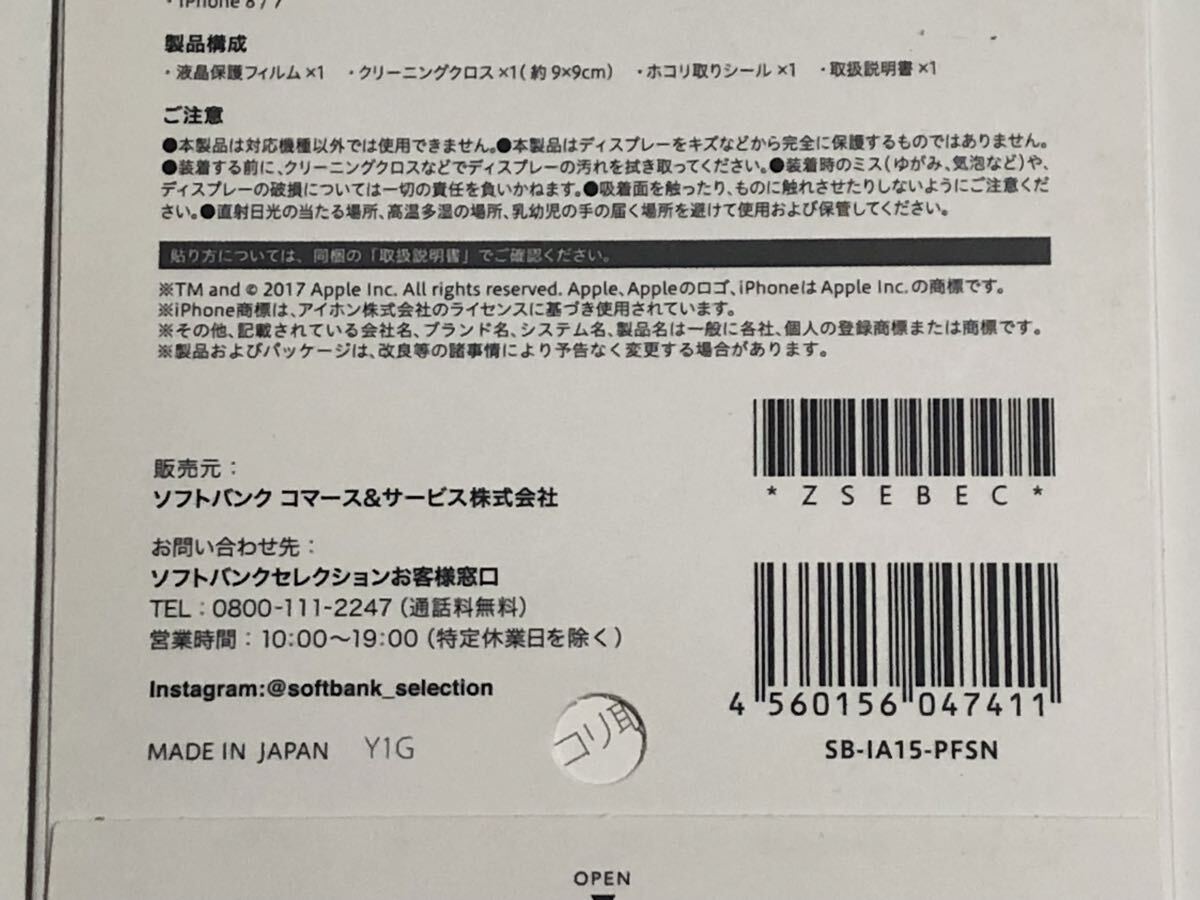 ・iPhone 8 / 7
製品構成
・液晶保護フィルム×1 ・クリーニングクロス×1(約9×9cm) ・ホコリ取りシール×1 ・取扱説明書×1
ご注意
●本製品は対応機種以外では使用できません。●本製品はディスプレーをキズなどから完全に保護するものではありません。
●装着する前に、クリーニングクロスなどでディスプレーの汚れを拭き取ってください。●装着時のミス(ゆがみ、気泡など)や、
ディスプレーの破損については一切の責任を負いかねます。●吸着面を触ったり、ものに触れさせたりしないようにご注意くだ
さい。●直射日光の当たる場所、高温多湿の場所、乳幼児の手の届く場所を避けて使用および保管してください。
貼り方については、同梱の「取扱説明書」でご確認ください。
※TM and © 2017 Apple Inc. All rights reserved. Apple、Appleのロゴ、iPhoneは Apple Inc.の商標です。
※iPhone商標は、アイホン株式会社のライセンスに基づき使用されています。
※その他、記載されている会社名、ブランド名、システム名、製品名は一般に各社、個人の登録商標または商標です。
※製品およびパッケージは、改良等の諸事情により予告なく変更する場合があります。
*ZSEBEC*
販売元：
ソフトバンク コマース&サービス株式会社
お問い合わせ先：
ソフトバンクセレクションお客様窓口
TEL：0800-111-2247（通話料無料）
営業時間：10:00〜19:00（特定休業日を除く）
Instagram:@softbank_selection
4 560156 047411
MADE IN JAPAN Y1G
コリ取
SB-IA15-PFSN
OPEN